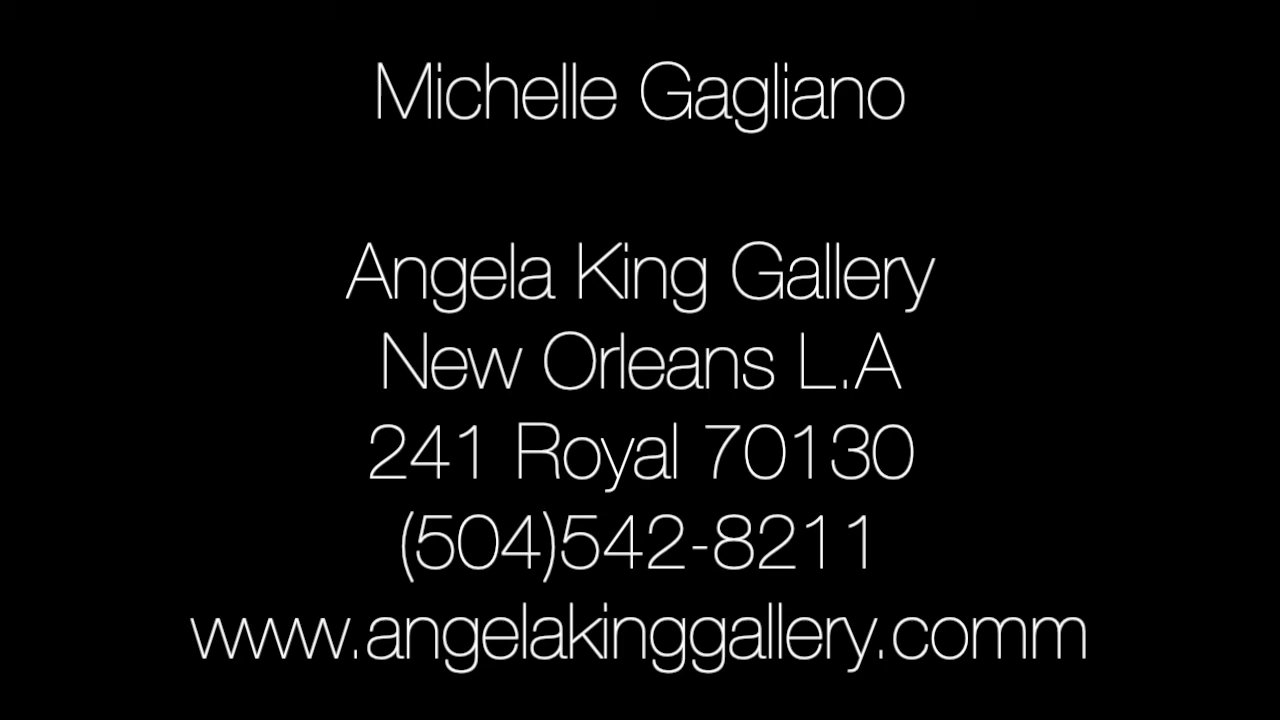 Michelle Gagliano
Angela King Gallery
New Orleans L.A
241 Royal 70130
(504)542-8211
www.angelakinggallery.comm